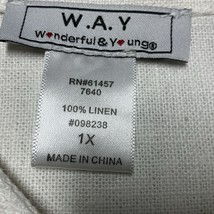 W.A.Y
Wonderful & Young®
RN#61457
7640
100% LINEN
#098238
1X
MADE IN CHINA